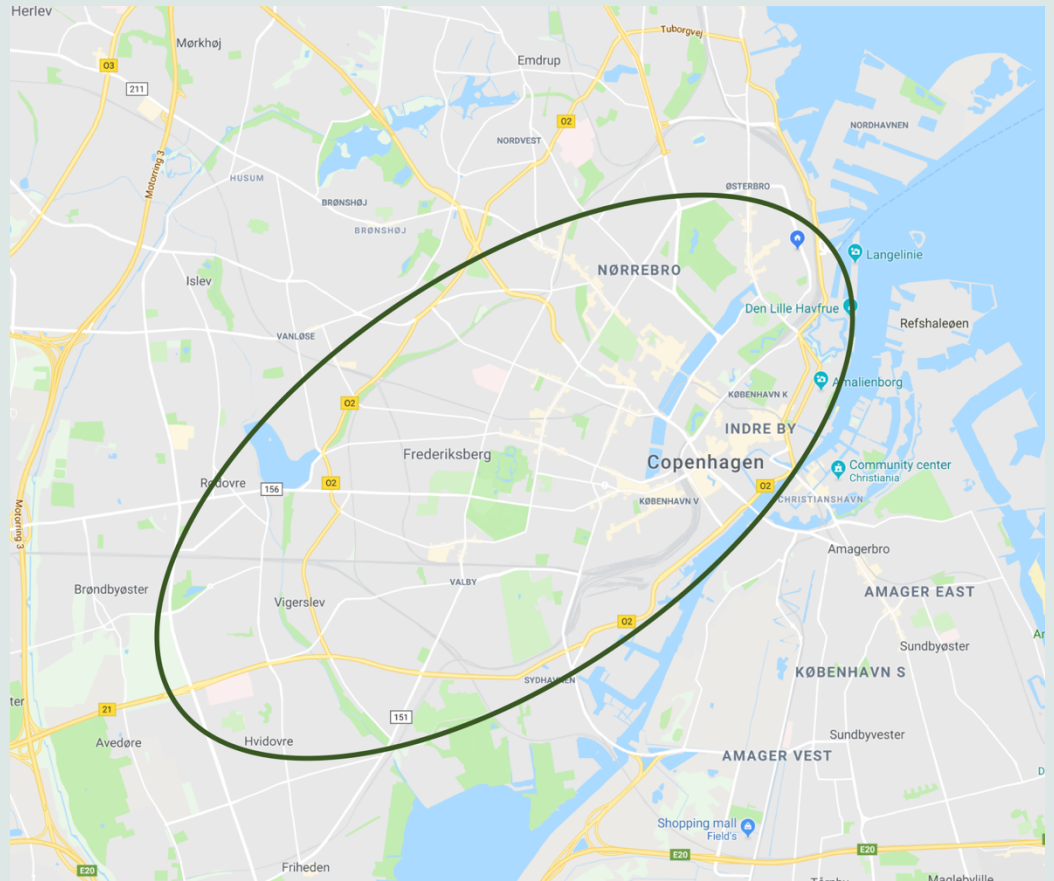 Herlev
Mørkhøj
Tuborgvej
Emdrup
O3
211
O2
NORDHAVNEN
NORDVEST
Motorring 3
HUSUM
ØSTERBRO
BRØNSHØJ
BRØNSHØJ
Langelinie
NØRREBRO
Islev
Den Lille Havfrue
Refshaleøen
VANLØSE
Amalienborg
KØBENHAVN K
O2
INDRE BY
Frederiksberg
Copenhagen
Community center
Christiania
Rødovre
156
O2
O2
KØBENHAVN V
CHRISTIANSHAVN
Motorring 3
Amagerbro
VALBY
Brøndbyøster
AMAGER EAST
Vigerslev
O2
Sundbyøster
KØBENHAVN S
SYDHAVNEN
ter
21
151
Sundbyvester
Avedøre
Hvidovre
AMAGER VEST
Shopping mall
Field's
E20
E20
E20
Friheden
Tårnby
Maglebylille